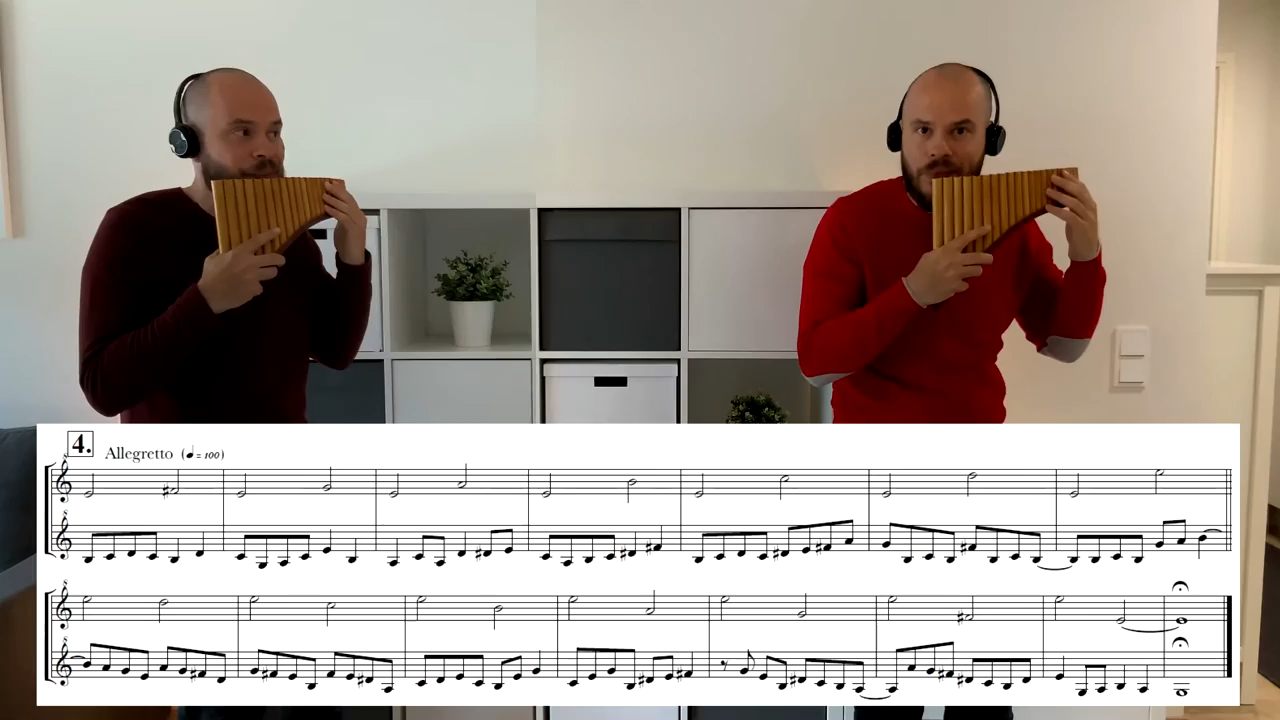 4.
Allegretto (♩ = 100)